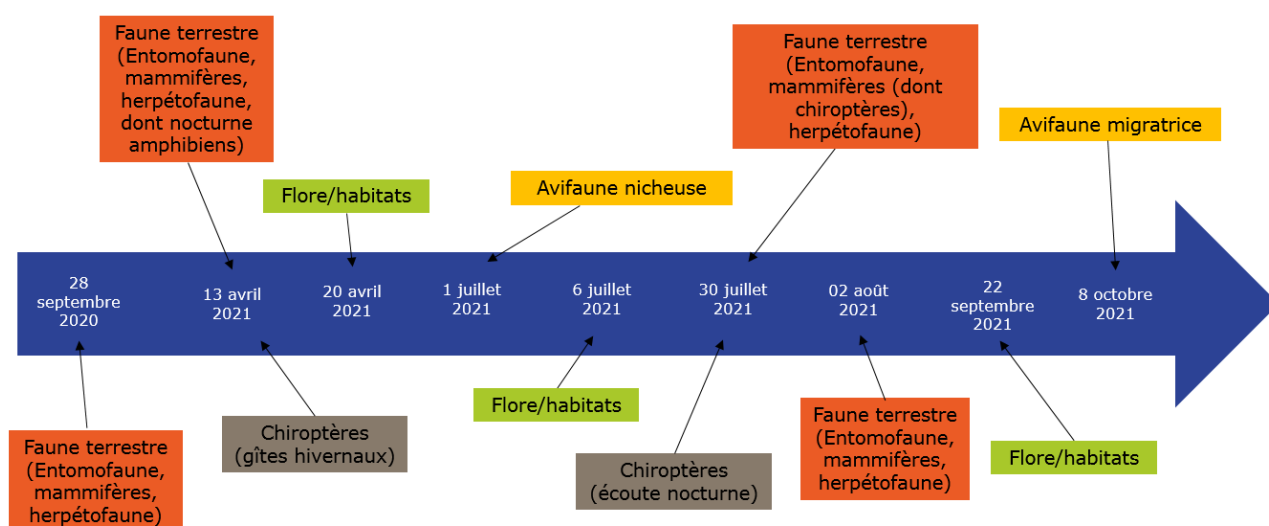 Faune terrestre
(Entomofaune,
mammifères,
herpétofaune,
dont nocturne
amphibiens)
Faune terrestre
(Entomofaune,
mammifères (dont
chiroptères),
herpétofaune)
Avifaune migratrice
Flore/habitats
Avifaune nicheuse
28
septembre
2020
13 avril
2021
20 avril
2021
1 juillet
2021
6 juillet
2021
30 juillet
2021
02 août
2021
22
septembre
2021
8 octobre
2021
Faune terrestre
(Entomofaune,
mammifères,
herpétofaune)
Chiroptères
(gîtes hivernaux)
Flore/habitats
Chiroptères
(écoute nocturne)
Faune terrestre
(Entomofaune,
mammifères,
herpétofaune)
Flore/habitats